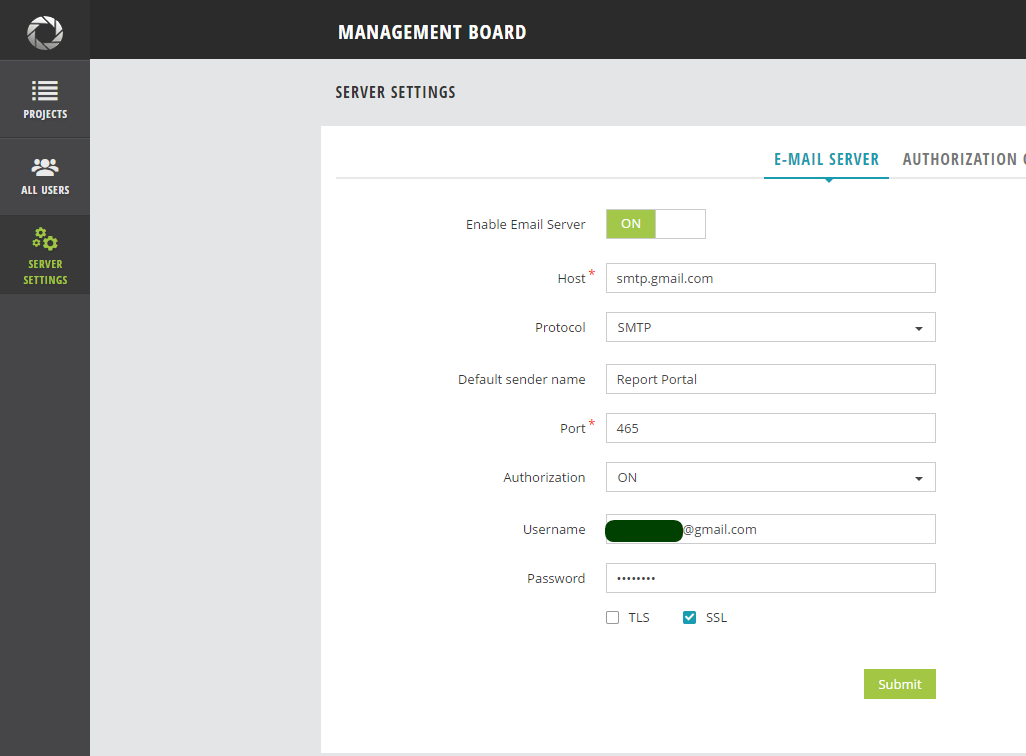 MANAGEMENT BOARD
SERVER SETTINGS
PROJECTS
ALL USERS
SERVER
SETTINGS
E-MAIL SERVER AUTHORIZATION
Enable Email Server ON
Host * smtp.gmail.com
Protocol SMTP
Default sender name Report Portal
Port * 465
Authorization ON
Username @gmail.com
Password ••••••••
TLS SSL
Submit